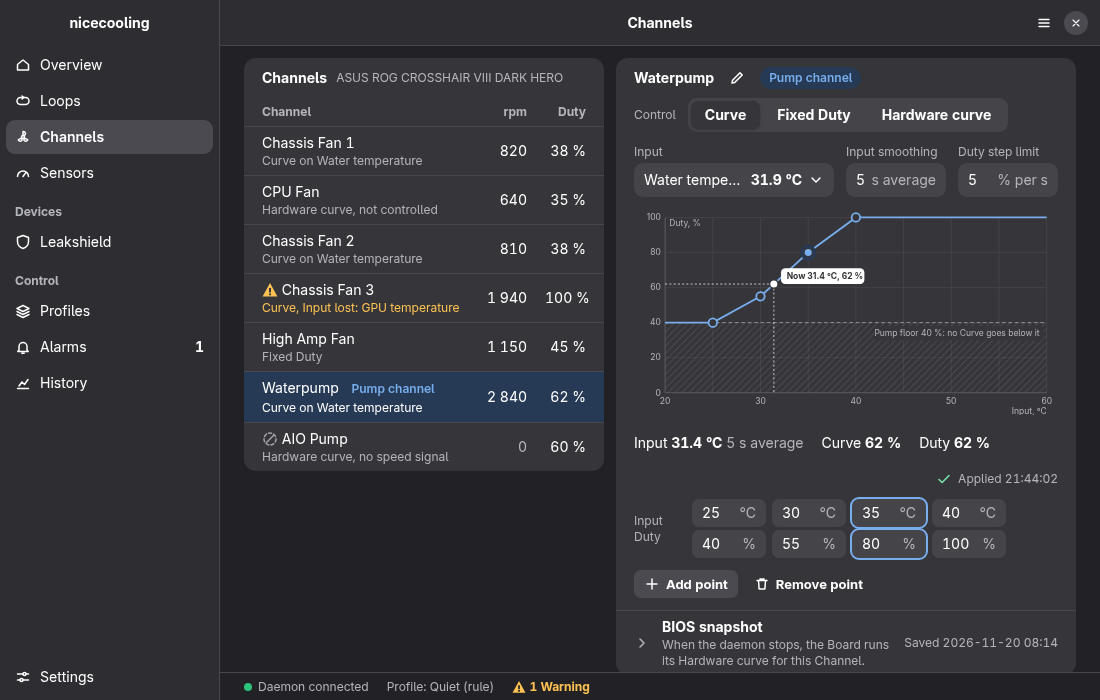 nicecooling
Channels
Overview
Loops
Channels
Sensors
Devices
Leakshield
Control
Profiles
Alarms 1
History
Settings
Channels ASUS ROG CROSSHAIR VIII DARK HERO
Channel rpm Duty
Chassis Fan 1
Curve on Water temperature
820 38 %
CPU Fan
Hardware curve, not controlled
640 35 %
Chassis Fan 2
Curve on Water temperature
810 38 %
Chassis Fan 3
Curve, Input lost: GPU temperature
1 940 100 %
High Amp Fan
Fixed Duty
1 150 45 %
Waterpump Pump channel
Curve on Water temperature
2 840 62 %
AIO Pump
Hardware curve, no speed signal
0 60 %
Waterpump Pump channel
Control Curve Fixed Duty Hardware curve
Input Input smoothing Duty step limit
Water tempe... 31.9 °C 5 s average 5 % per s
100
Duty, %
80
Now 31.4 °C, 62 %
60
40
Pump floor 40 %: no Curve goes below it
20
0
20 30 40 50 60
Input, °C
Input 31.4 °C 5 s average Curve 62 % Duty 62 %
Applied 21:44:02
Input 25 °C 30 °C 35 °C 40 °C
Duty 40 % 55 % 80 % 100 %
Add point Remove point
BIOS snapshot
When the daemon stops, the Board runs
its Hardware curve for this Channel.
Saved 2026-11-20 08:14
Daemon connected Profile: Quiet (rule) 1 Warning